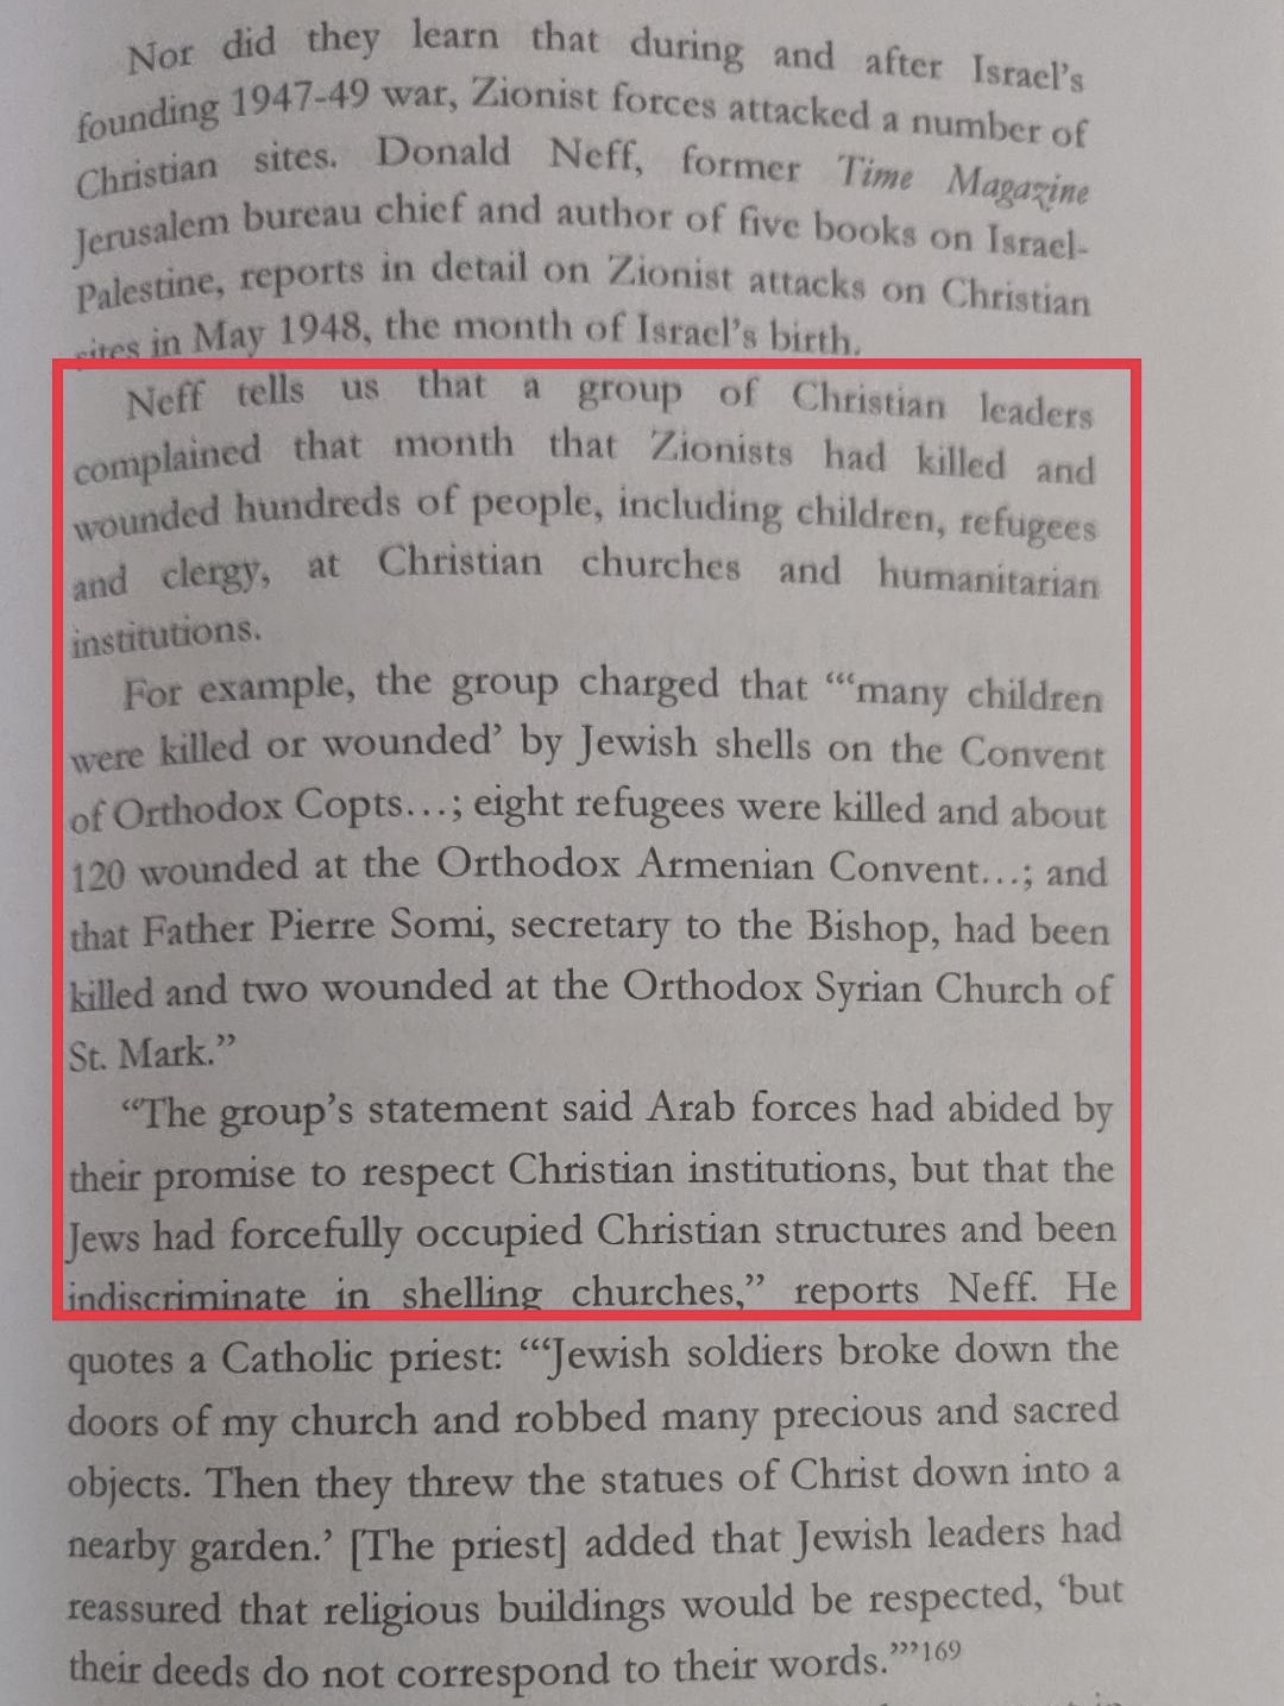 Nor did they learn that during and after Israel's
founding 1947-49 war, Zionist forces attacked a number of
Christian sites. Donald Neff, former Time Magazine
Jerusalem bureau chief and author of five books on Israel-
Palestine, reports in detail on Zionist attacks on Christian
sites in May 1948, the month of Israel's birth.
Neff tells us that a group of Christian leaders
complained that month that Zionists had killed and
wounded hundreds of people, including children, refugees
and clergy, at Christian churches and humanitarian
institutions.
For example, the group charged that “‘many children
were killed or wounded’ by Jewish shells on the Convent
of Orthodox Copts…; eight refugees were killed and about
120 wounded at the Orthodox Armenian Convent…; and
that Father Pierre Somi, secretary to the Bishop, had been
killed and two wounded at the Orthodox Syrian Church of
St. Mark.”
“The group’s statement said Arab forces had abided by
their promise to respect Christian institutions, but that the
Jews had forcefully occupied Christian structures and been
indiscriminate in shelling churches,” reports Neff. He
quotes a Catholic priest: “‘Jewish soldiers broke down the
doors of my church and robbed many precious and sacred
objects. Then they threw the statues of Christ down into a
nearby garden.’ [The priest] added that Jewish leaders had
reassured that religious buildings would be respected, ‘but
their deeds do not correspond to their words.’”169